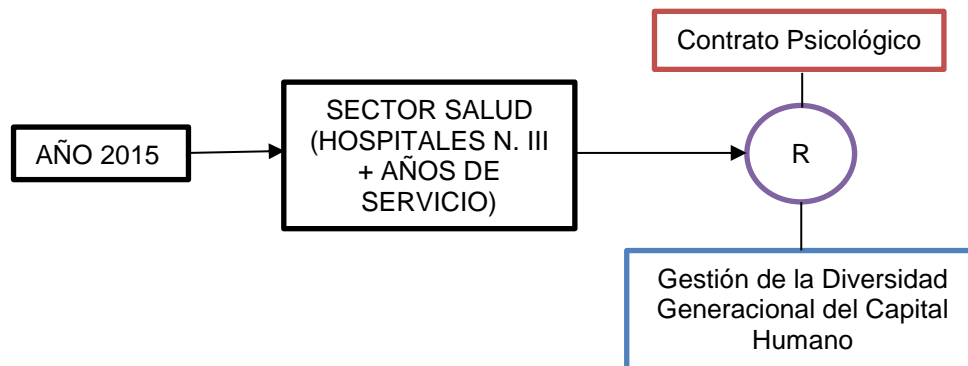 Contrato Psicológico
AÑO 2015
SECTOR SALUD
(HOSPITALES N. III
+ AÑOS DE
SERVICIO)
R
Gestión de la Diversidad
Generacional del Capital
Humano